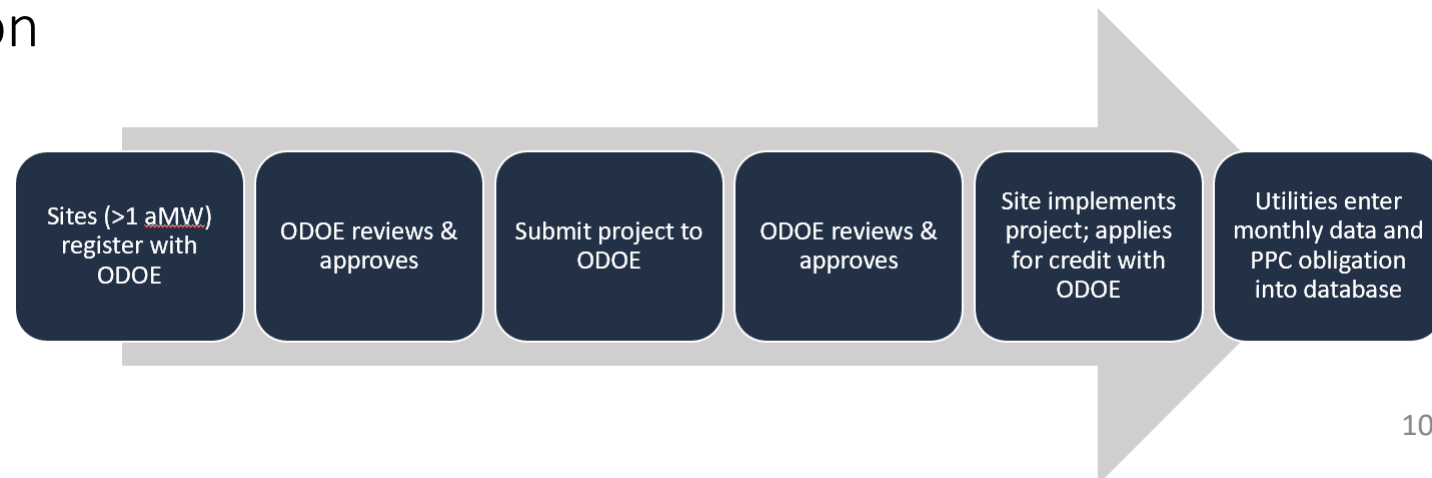 on
Sites (>1 aMW)
register with
ODOE
ODOE reviews &
approves
Submit project to
ODOE
ODOE reviews &
approves
Site implements
project; applies
for credit with
ODOE
Utilities enter
monthly data and
PPC obligation
into database
10